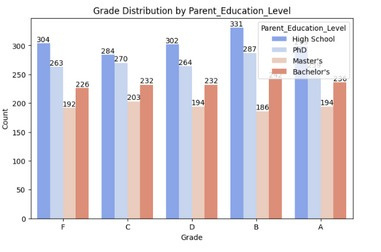 Grade Distribution by Parent_Education_Level
Parent_Education_Level
High School
PhD
Master's
Bachelor's
304
263
192
226
284
270
203
232
302
264
194
232
331
287
186
194
236
300
250
200
150
100
50
0
Count
F
C
D
B
A
Grade